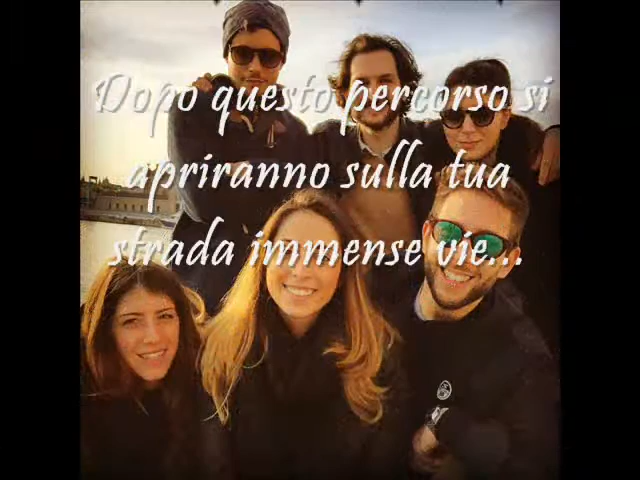 Dopo questo percorso si
apriranno sulla tua
strada immense vie...